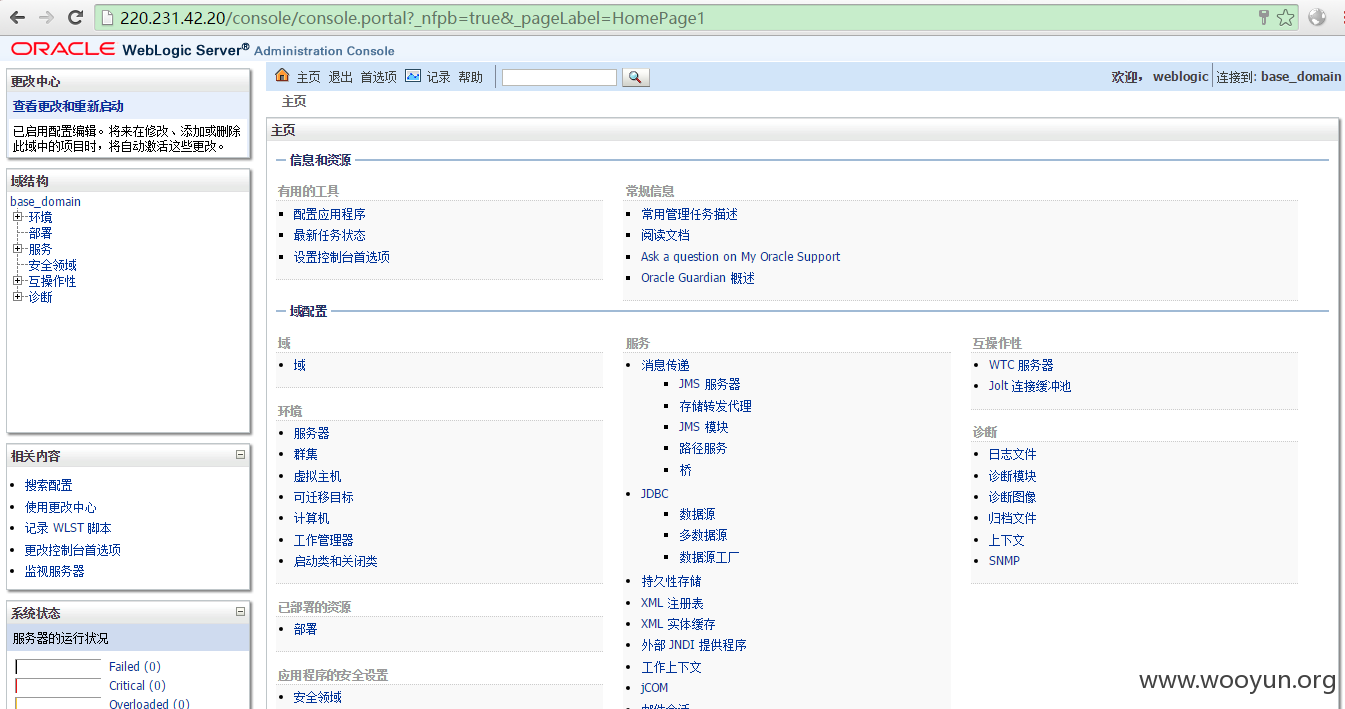 220.231.42.20/console/console.portal?_nfpb=true&_pageLabel=HomePage1
ORACLE WebLogic Server® Administration Console
更改中心
查看更改和重新启动
已启用配置编辑。将来在修改、添加或删除
此域中的项目时，将自动激活这些更改。
域结构
base_domain
环境
部署
服务
安全领域
互操作性
诊断
相关内容
搜索配置
使用更改中心
记录 WLST 脚本
更改控制台首选项
监视服务器
系统状态
服务器的运行状况
Failed (0)
Critical (0)
Overloaded (0)
主页 退出 首选项 记录 帮助
欢迎， weblogic 连接到: base_domain
主页
主页
信息和资源
有用的工具
配置应用程序
最新任务状态
设置控制台首选项
常规信息
常用管理任务描述
阅读文档
Ask a question on My Oracle Support
Oracle Guardian 概述
域配置
域
域
环境
服务器
群集
虚拟主机
可迁移目标
计算机
工作管理器
启动类和关闭类
已部署的资源
部署
应用程序的安全设置
安全领域
服务
消息传递
JMS 服务器
存储转发代理
JMS 模块
路径服务
桥
JDBC
数据源
多数据源
数据源工厂
持久性存储
XML 注册表
XML 实体缓存
外部 JNDI 提供程序
工作上下文
jCOM
邮件会话
互操作性
WTC 服务器
Jolt 连接缓冲池
诊断
日志文件
诊断模块
诊断图像
归档文件
上下文
SNMP
www.wooyun.org